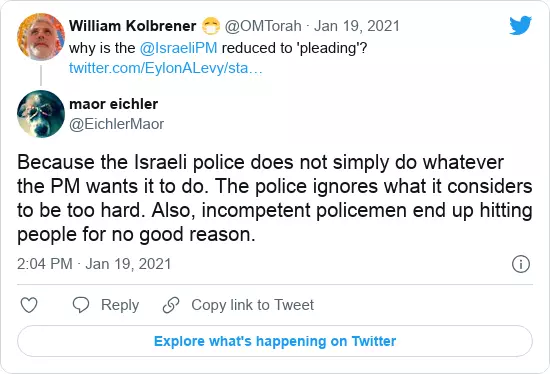 William Kolbrener 😷 @OMTorah · Jan 19, 2021
why is the @IsraeliPM reduced to 'pleading'?
twitter.com/EylonALevy/sta…
maor eichler
@EichlerMaor
Because the Israeli police does not simply do whatever
the PM wants it to do. The police ignores what it considers
to be too hard. Also, incompetent policemen end up hitting
people for no good reason.
2:04 PM · Jan 19, 2021
Reply
Copy link to Tweet
Explore what's happening on Twitter